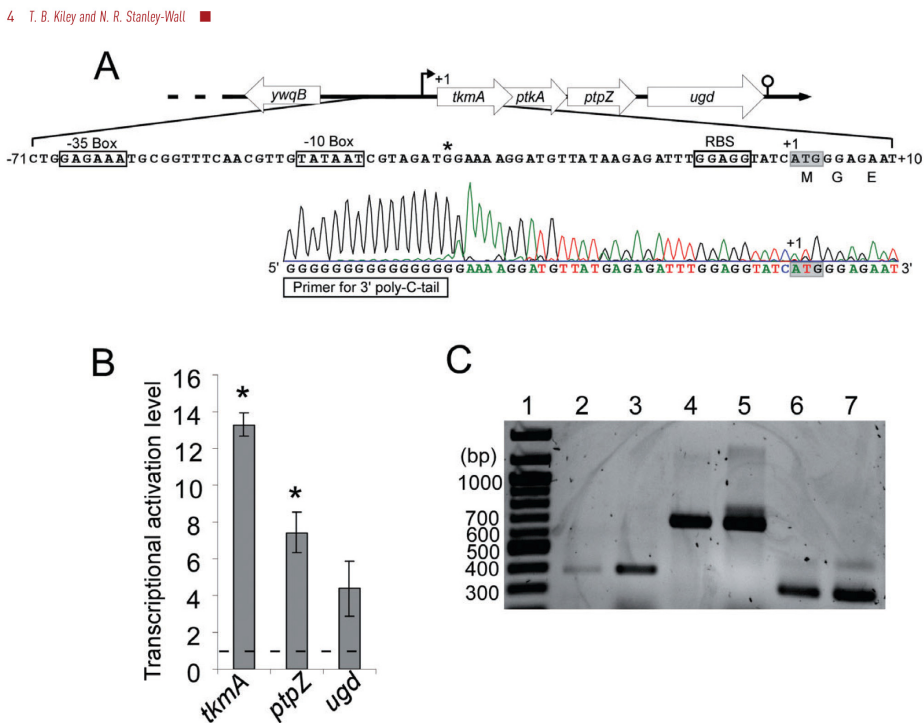 4 T. B. Kiley and N. R. Stanley-Wall
A
+1
ywqB tkmA ptkA ptpZ ugd
-35 Box -10 Box * RBS +1
-71 CTGGAGAAATGCGGTTTCAACGTTGTATAATCGTAGATGGAAAAGGATGTTATAAGAGATTTGGAGGTATCATGGGAGAAT +10
M G E
+1
5' GGGGGGGGGGGGGGGGGGAAAAGGATGTTATGAGAGATTTGGAGGTATCATGGGAGAAT 3'
Primer for 3' poly-C-tail
B
Transcriptional activation level
16
14
12
10
8
6
4
2
0
* *
tkmA ptpZ ugd
C
1 2 3 4 5 6 7
(bp)
1000
700
600
500
400
300